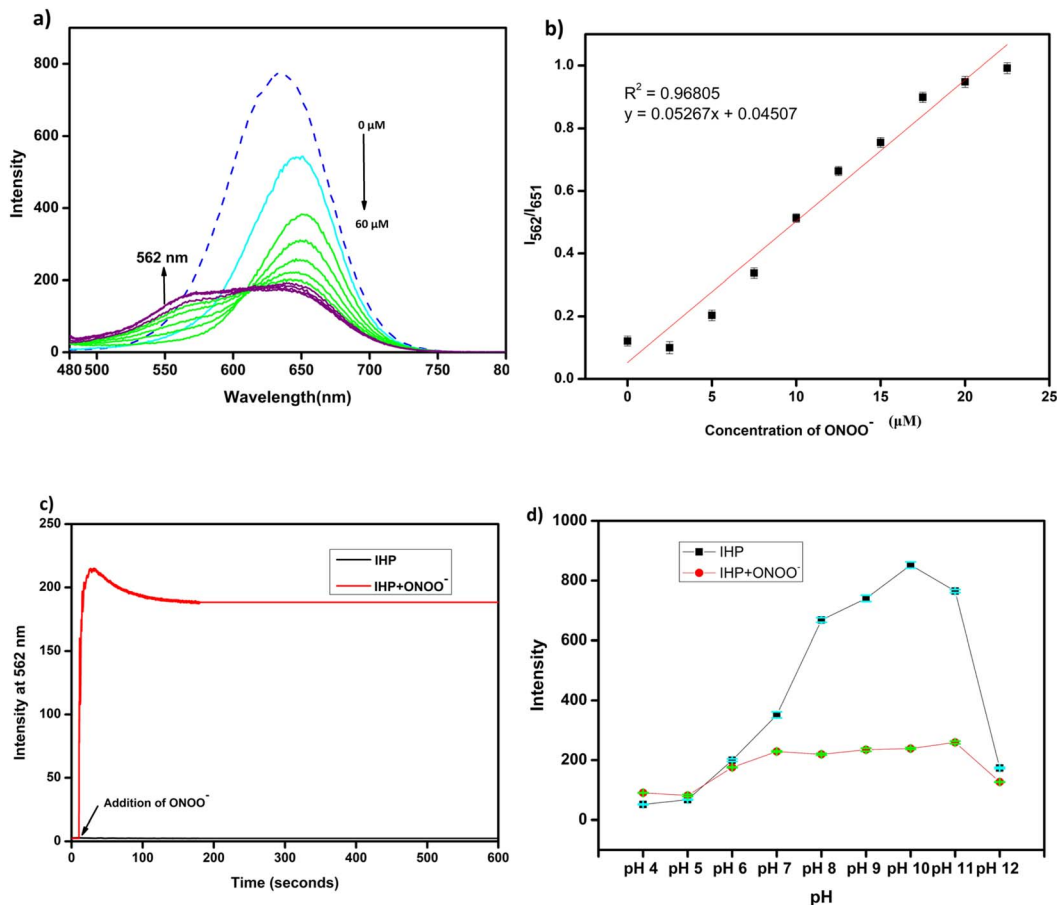 a)
800
600
400
200
0
Intensity
0 µM
60 µM
562 nm
480 500
550
600
650
700
750
80
Wavelength(nm)
b)
1.0
0.8
0.6
0.4
0.2
0.0
I562/I651
R² = 0.96805
y = 0.05267x + 0.04507
0
5
10
15
20
25
Concentration of ONOO⁻ (µM)
c)
250
200
150
100
50
0
Intensity at 562 nm
IHP
IHP+ONOO⁻
Addition of ONOO⁻
0
100
200
300
400
500
600
Time (seconds)
d)
1000
800
600
400
200
0
Intensity
IHP
IHP+ONOO⁻
pH 4 pH 5 pH 6 pH 7 pH 8 pH 9 pH 10 pH 11 pH 12
pH